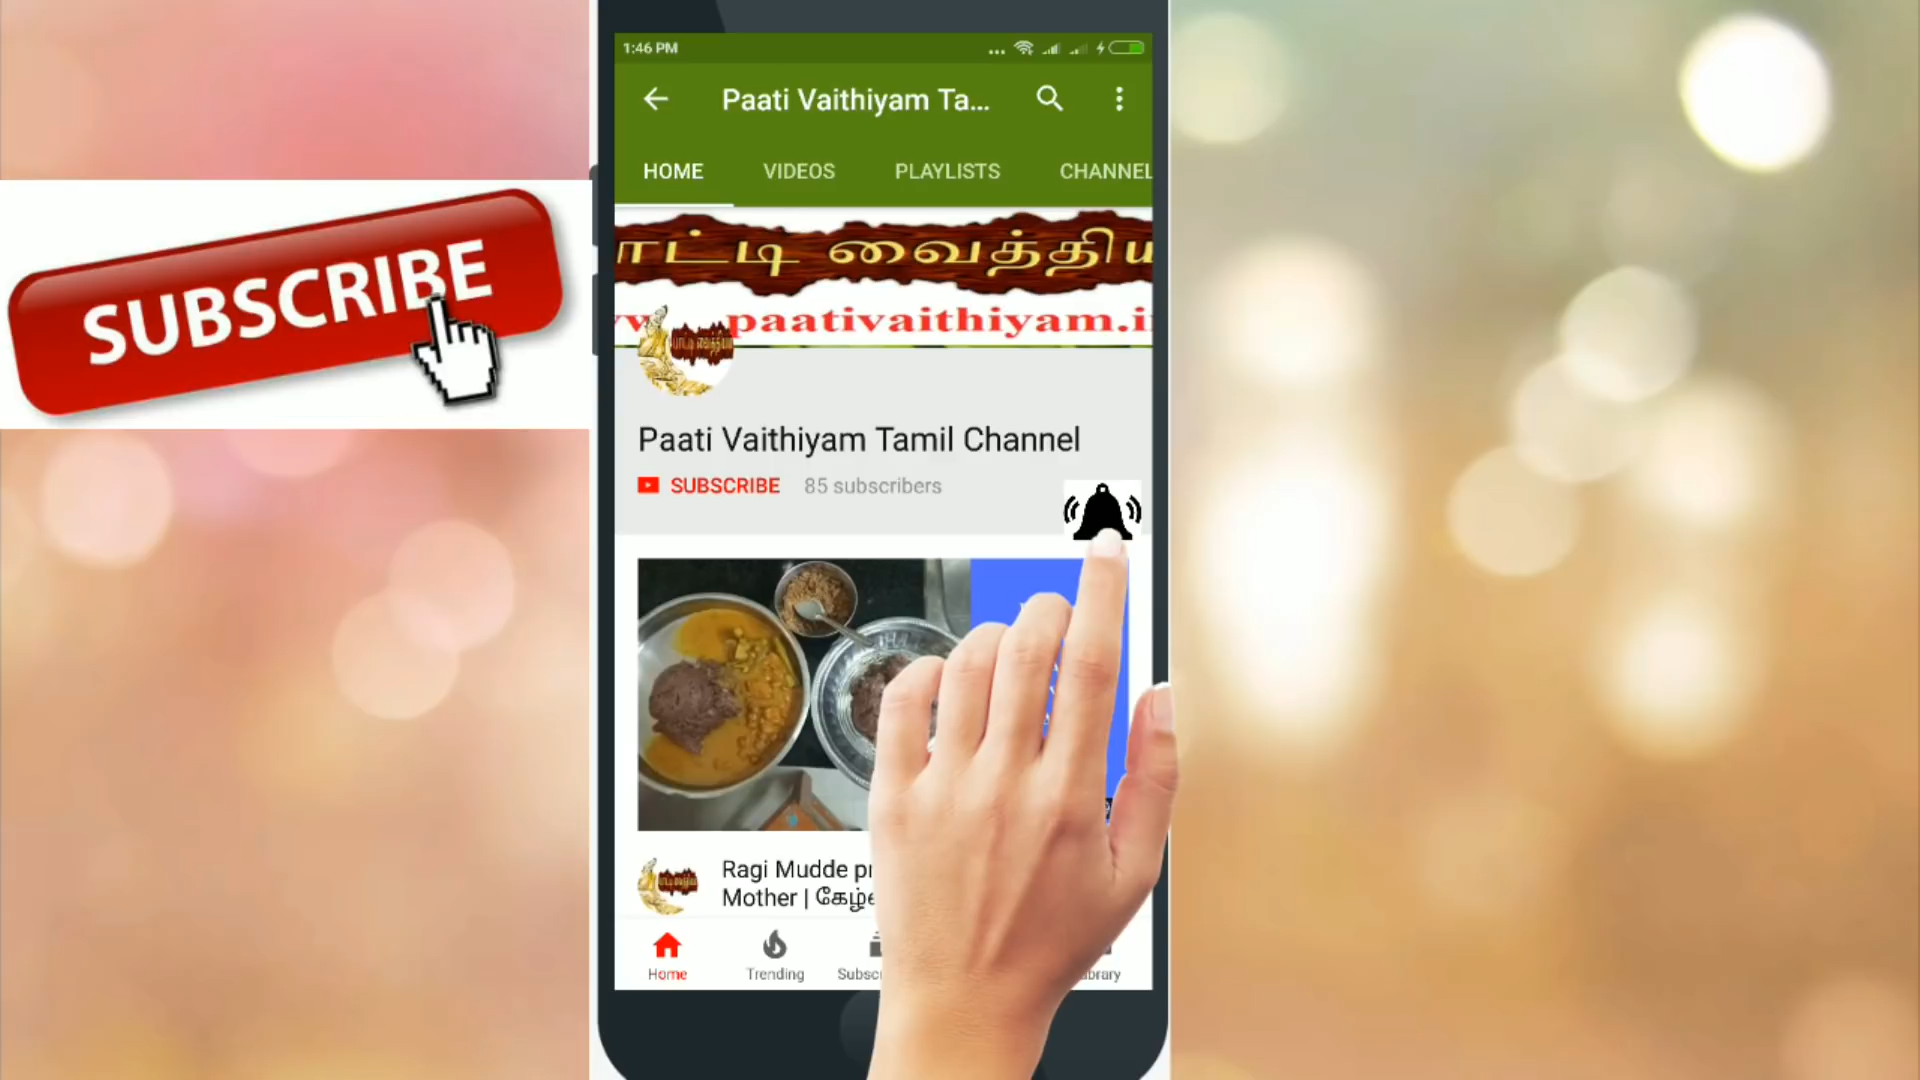 SUBSCRIBE
1:46 PM
Paati Vaithiyam Ta...
HOME VIDEOS PLAYLISTS CHANNEL
ாட்டி வைத்திய
paativaithiyam.i
Paati Vaithiyam Tamil Channel
SUBSCRIBE 85 subscribers
Ragi Mudde pr
Mother | கேழ்
Home Trending Subsc brary